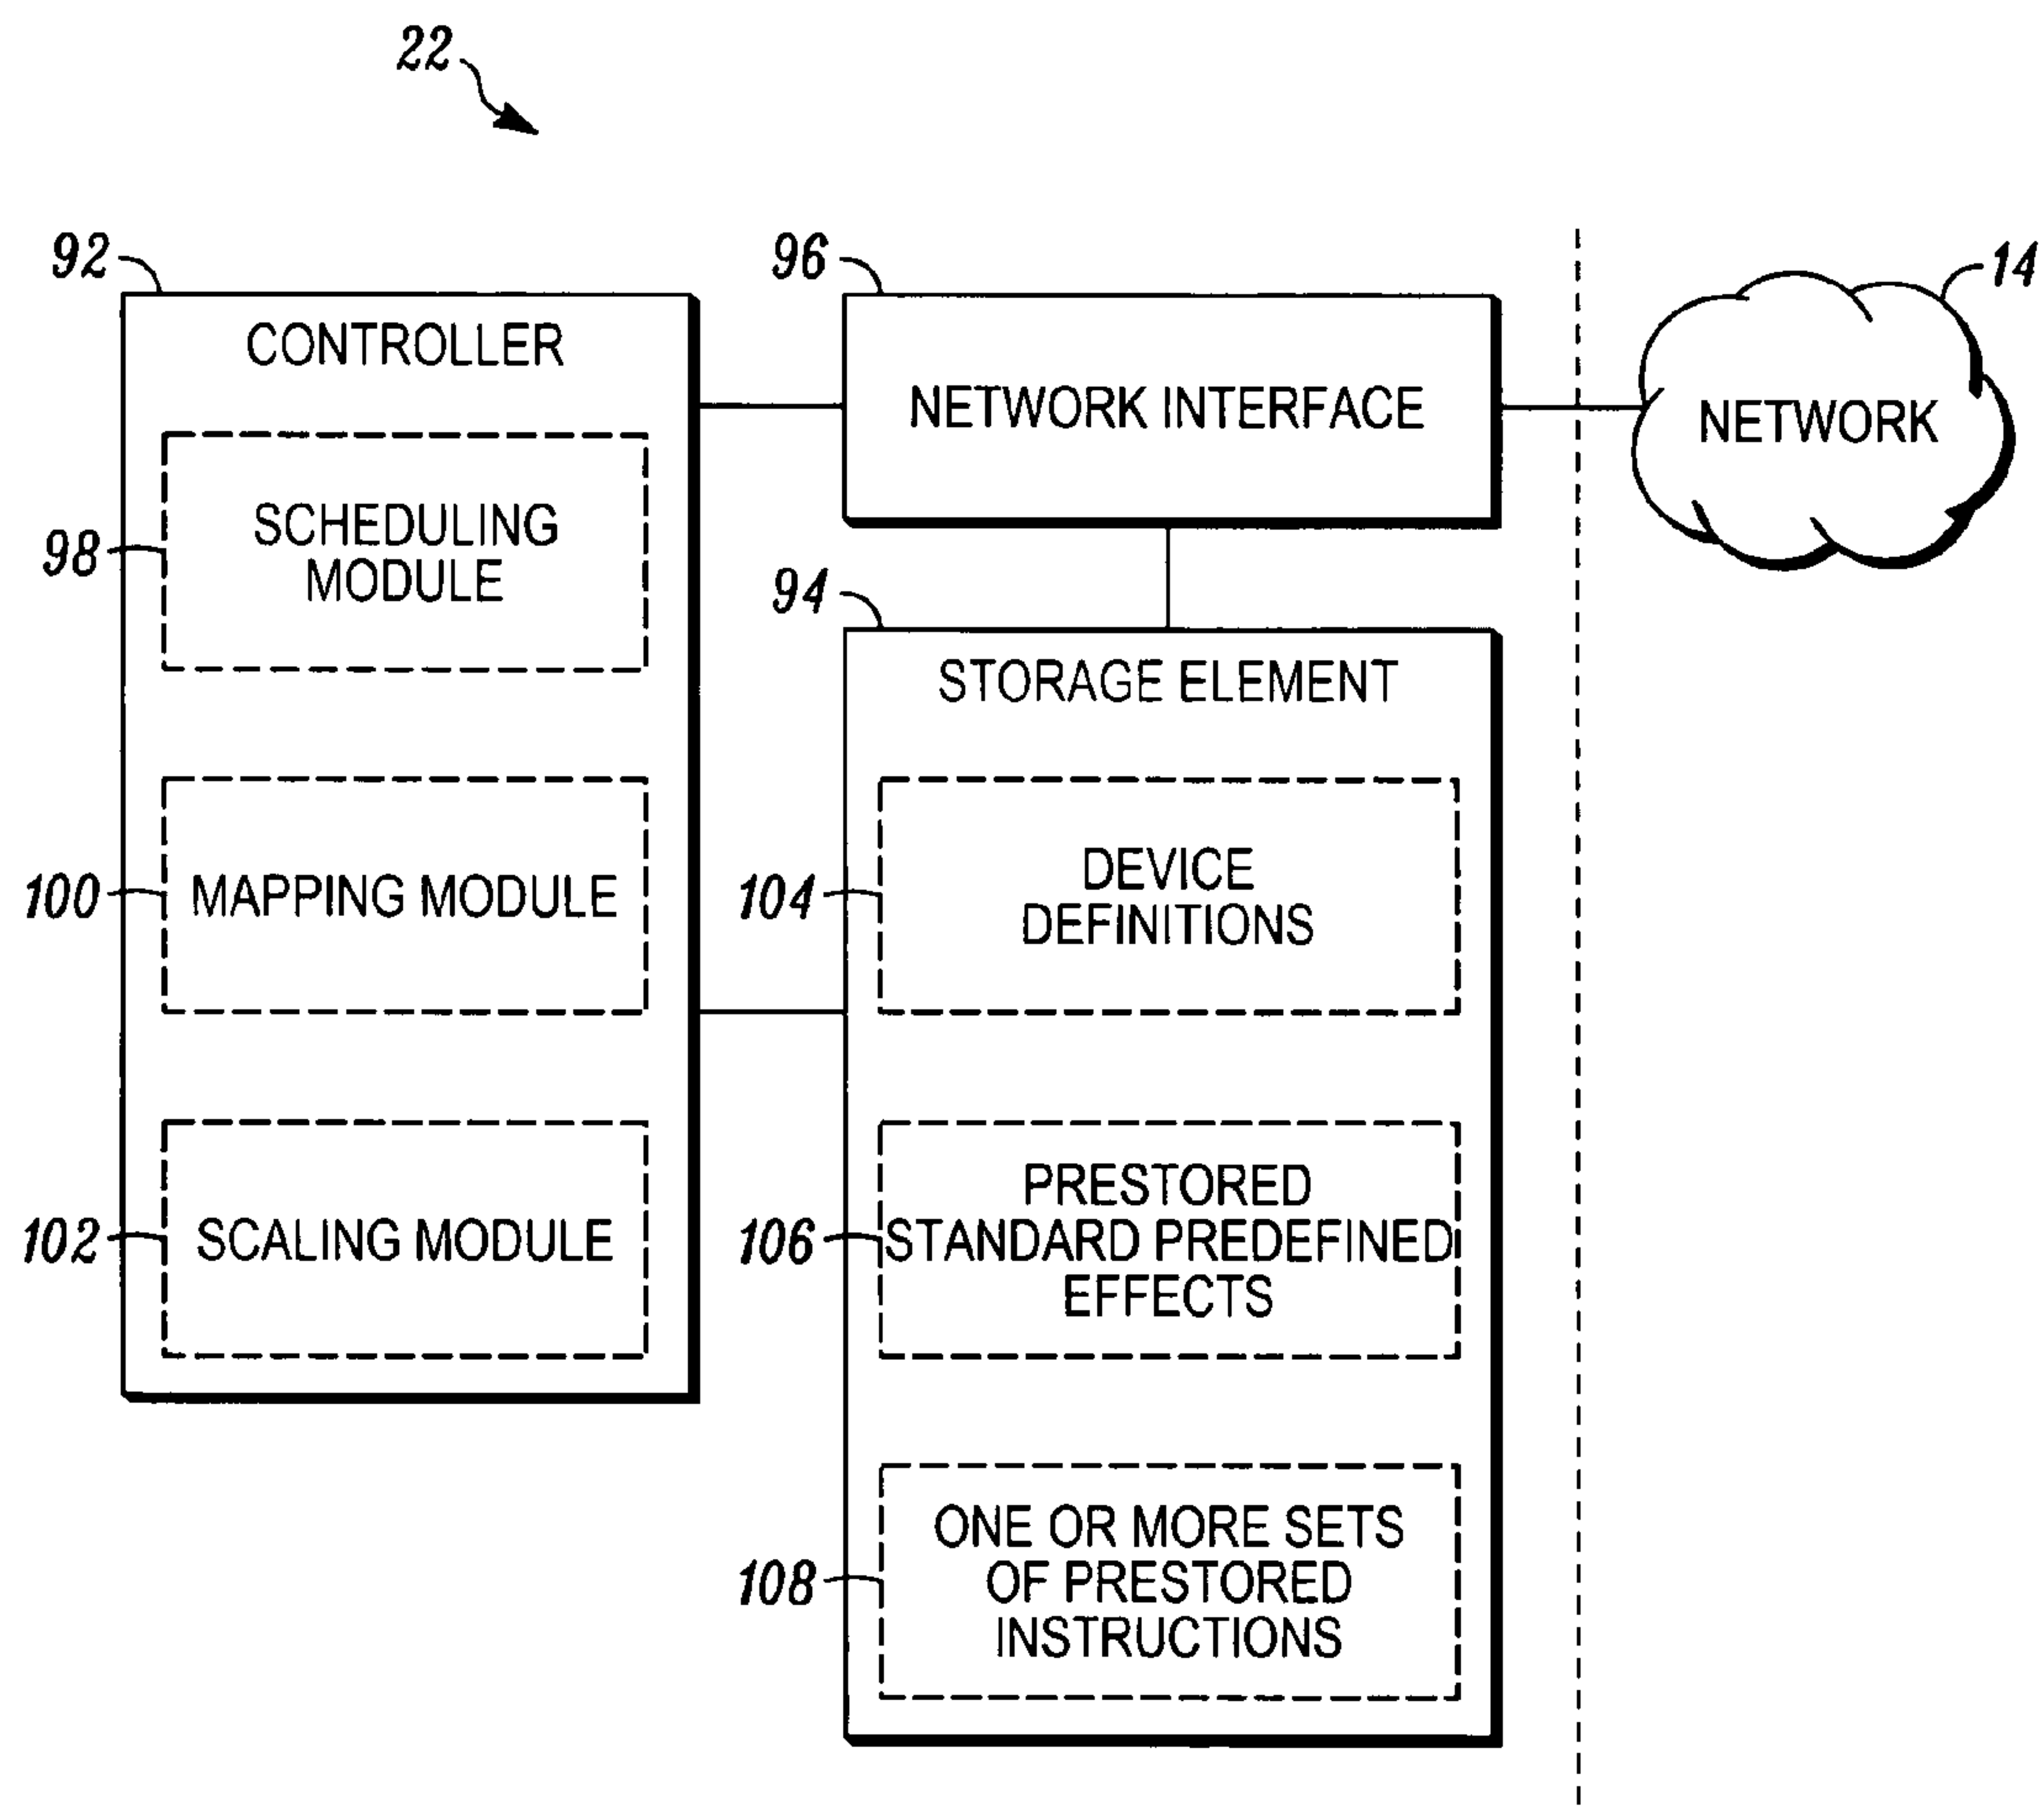 22
92
CONTROLLER
98
SCHEDULING
MODULE
100
MAPPING MODULE
102
SCALING MODULE
96
NETWORK INTERFACE
14
NETWORK
94
STORAGE ELEMENT
104
DEVICE
DEFINITIONS
106
PRESTORED
STANDARD PREDEFINED
EFFECTS
108
ONE OR MORE SETS
OF PRESTORED
INSTRUCTIONS